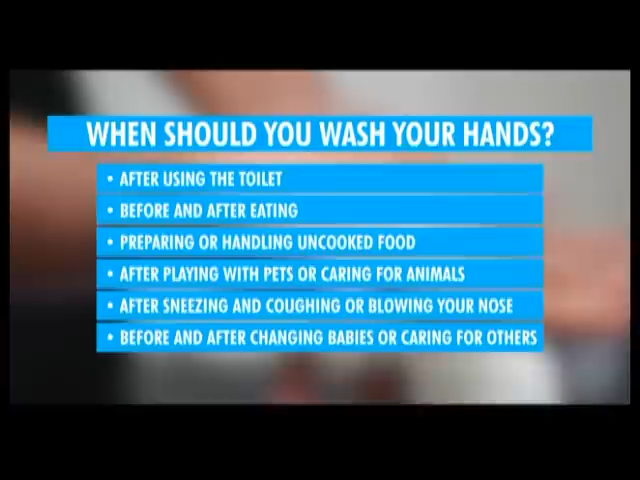 WHEN SHOULD YOU WASH YOUR HANDS?
• AFTER USING THE TOILET
• BEFORE AND AFTER EATING
• PREPARING OR HANDLING UNCOOKED FOOD
• AFTER PLAYING WITH PETS OR CARING FOR ANIMALS
• AFTER SNEEZING AND COUGHING OR BLOWING YOUR NOSE
• BEFORE AND AFTER CHANGING BABIES OR CARING FOR OTHERS